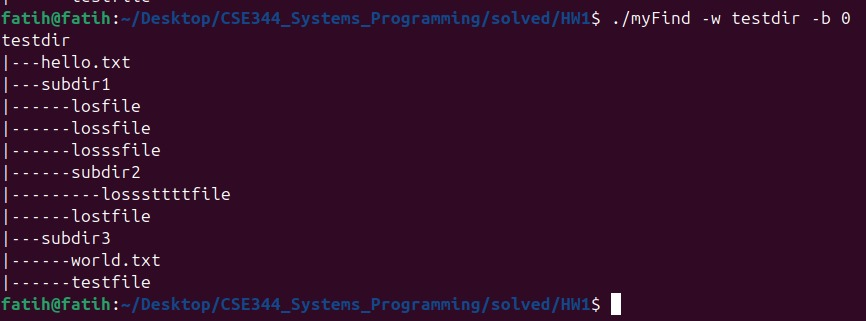 |------testfile
fatih@fatih:~/Desktop/CSE344_Systems_Programming/solved/HW1$ ./myFind -w testdir -b 0
testdir
|---hello.txt
|---subdir1
|------losfile
|------lossfile
|------losssfile
|------subdir2
|---------losssttttfile
|------lostfile
|---subdir3
|------world.txt
|------testfile
fatih@fatih:~/Desktop/CSE344_Systems_Programming/solved/HW1$